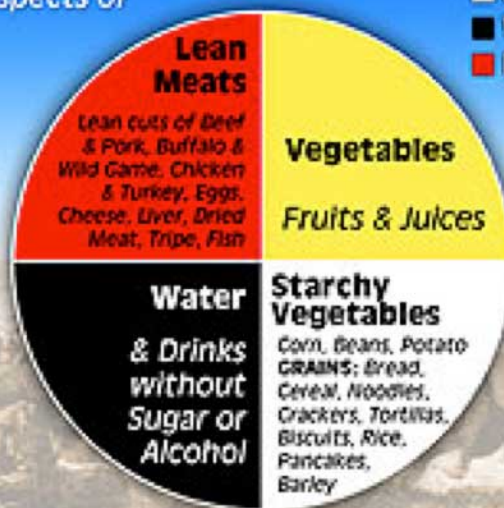 spects of
Lean
Meats
Lean cuts of Beef
& Pork, Buffalo &
Wild Game, Chicken
& Turkey, Eggs,
Cheese, Liver, Dried
Meat, Tripe, Fish
Vegetables
Fruits & Juices
Water
& Drinks
without
Sugar or
Alcohol
Starchy
Vegetables
Corn, Beans, Potato
GRAINS: Bread,
Cereal, Noodles,
Crackers, Tortillas,
Biscuits, Rice,
Pancakes,
Barley